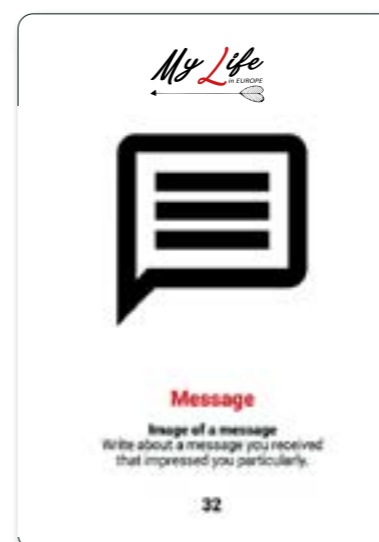 My Life
in EUROPE
Message
Image of a message
Write about a message you received
that impressed you particularly.
32